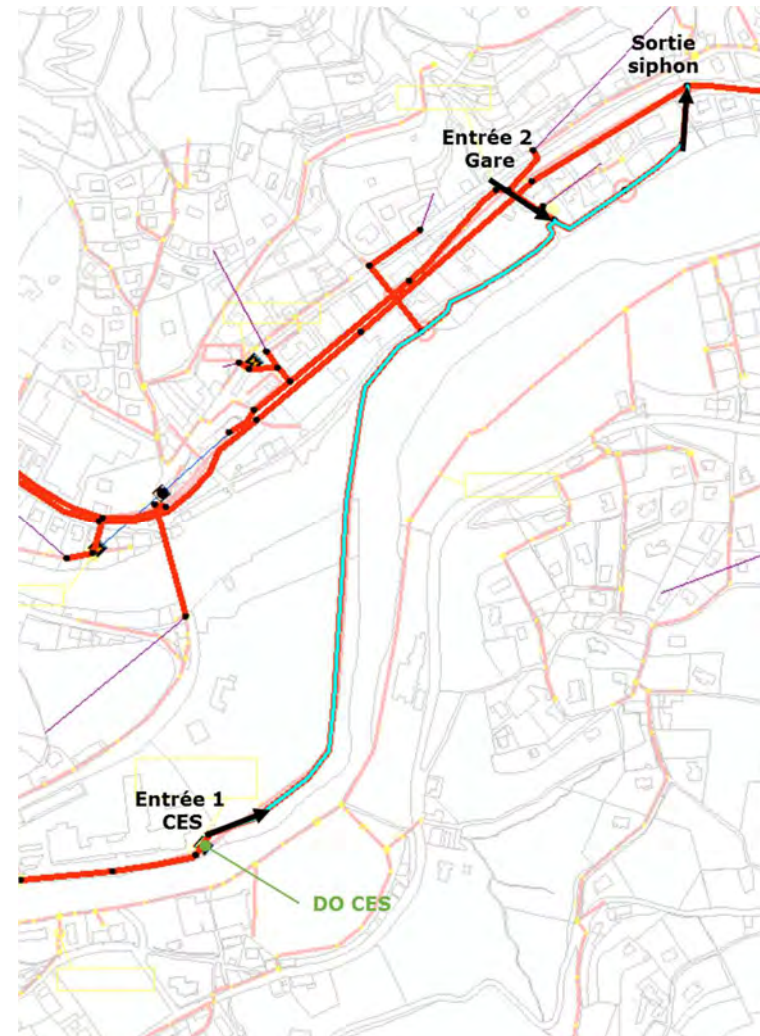 Sortie
siphon
Entrée 2
Gare
Entrée 1
CES
DO CES